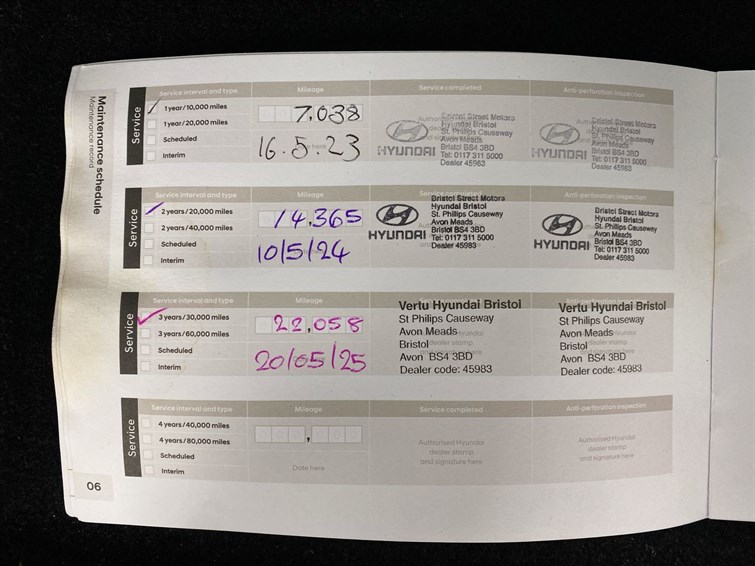 Maintenance schedule
Maintenance record
Service
Service interval and type Mileage Service completed Anti-perforation inspection
1 year/10,000 miles
1 year/20,000 miles
Scheduled
Interim
7,038
16.5.23
HYUNDAI
Bristol Street Motors
Hyundai Bristol
St. Phillips Causeway
Avon Meads
Bristol BS4 3BD
Tel: 0117 311 5000
Dealer 45983
HYUNDAI
Bristol Street Motors
Hyundai Bristol
St. Phillips Causeway
Avon Meads
Bristol BS4 3BD
Tel: 0117 311 5000
Dealer 45983
Service
Service interval and type Mileage Service completed Anti-perforation inspection
2 years/20,000 miles
2 years/40,000 miles
Scheduled
Interim
14,365
10/5/24
HYUNDAI
Bristol Street Motors
Hyundai Bristol
St. Phillips Causeway
Avon Meads
Bristol BS4 3BD
Tel: 0117 311 5000
Dealer 45983
HYUNDAI
Bristol Street Motors
Hyundai Bristol
St. Phillips Causeway
Avon Meads
Bristol BS4 3BD
Tel: 0117 311 5000
Dealer 45983
Service
Service interval and type Mileage
3 years/30,000 miles
3 years/60,000 miles
Scheduled
Interim
22,058
20/05/25
Vertu Hyundai Bristol
St Philips Causeway
Avon Meads
Bristol
Avon BS4 3BD
Dealer code: 45983
Vertu Hyundai Bristol
St Philips Causeway
Avon Meads
Bristol
Avon BS4 3BD
Dealer code: 45983
Service
Service interval and type Mileage Service completed Anti-perforation inspection
4 years/40,000 miles
4 years/80,000 miles
Scheduled
Interim
,
Date here
Authorised Hyundai
dealer stamp
and signature here
Authorised Hyundai
dealer stamp
and signature here
06